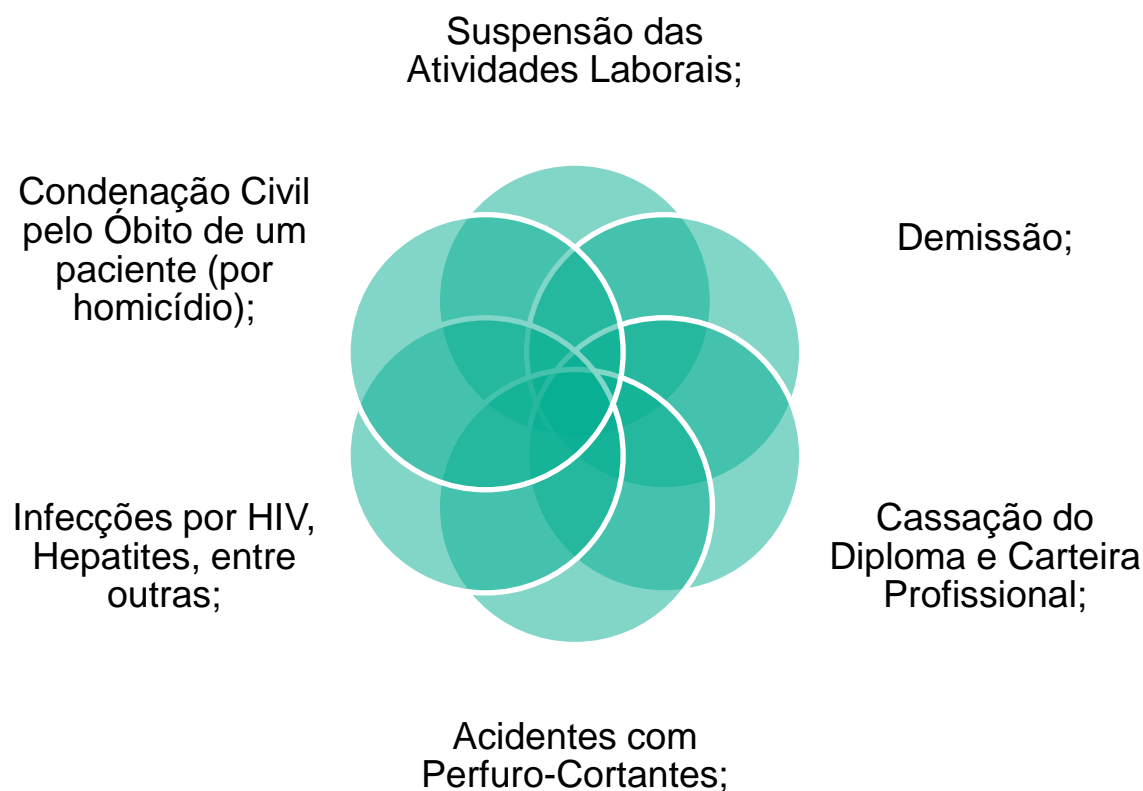 Suspensão das
Atividades Laborais;
Demissão;
Cassação do
Diploma e Carteira
Profissional;
Acidentes com
Perfuro-Cortantes;
Infecções por HIV,
Hepatites, entre
outras;
Condenação Civil
pelo Óbito de um
paciente (por
homicídio);